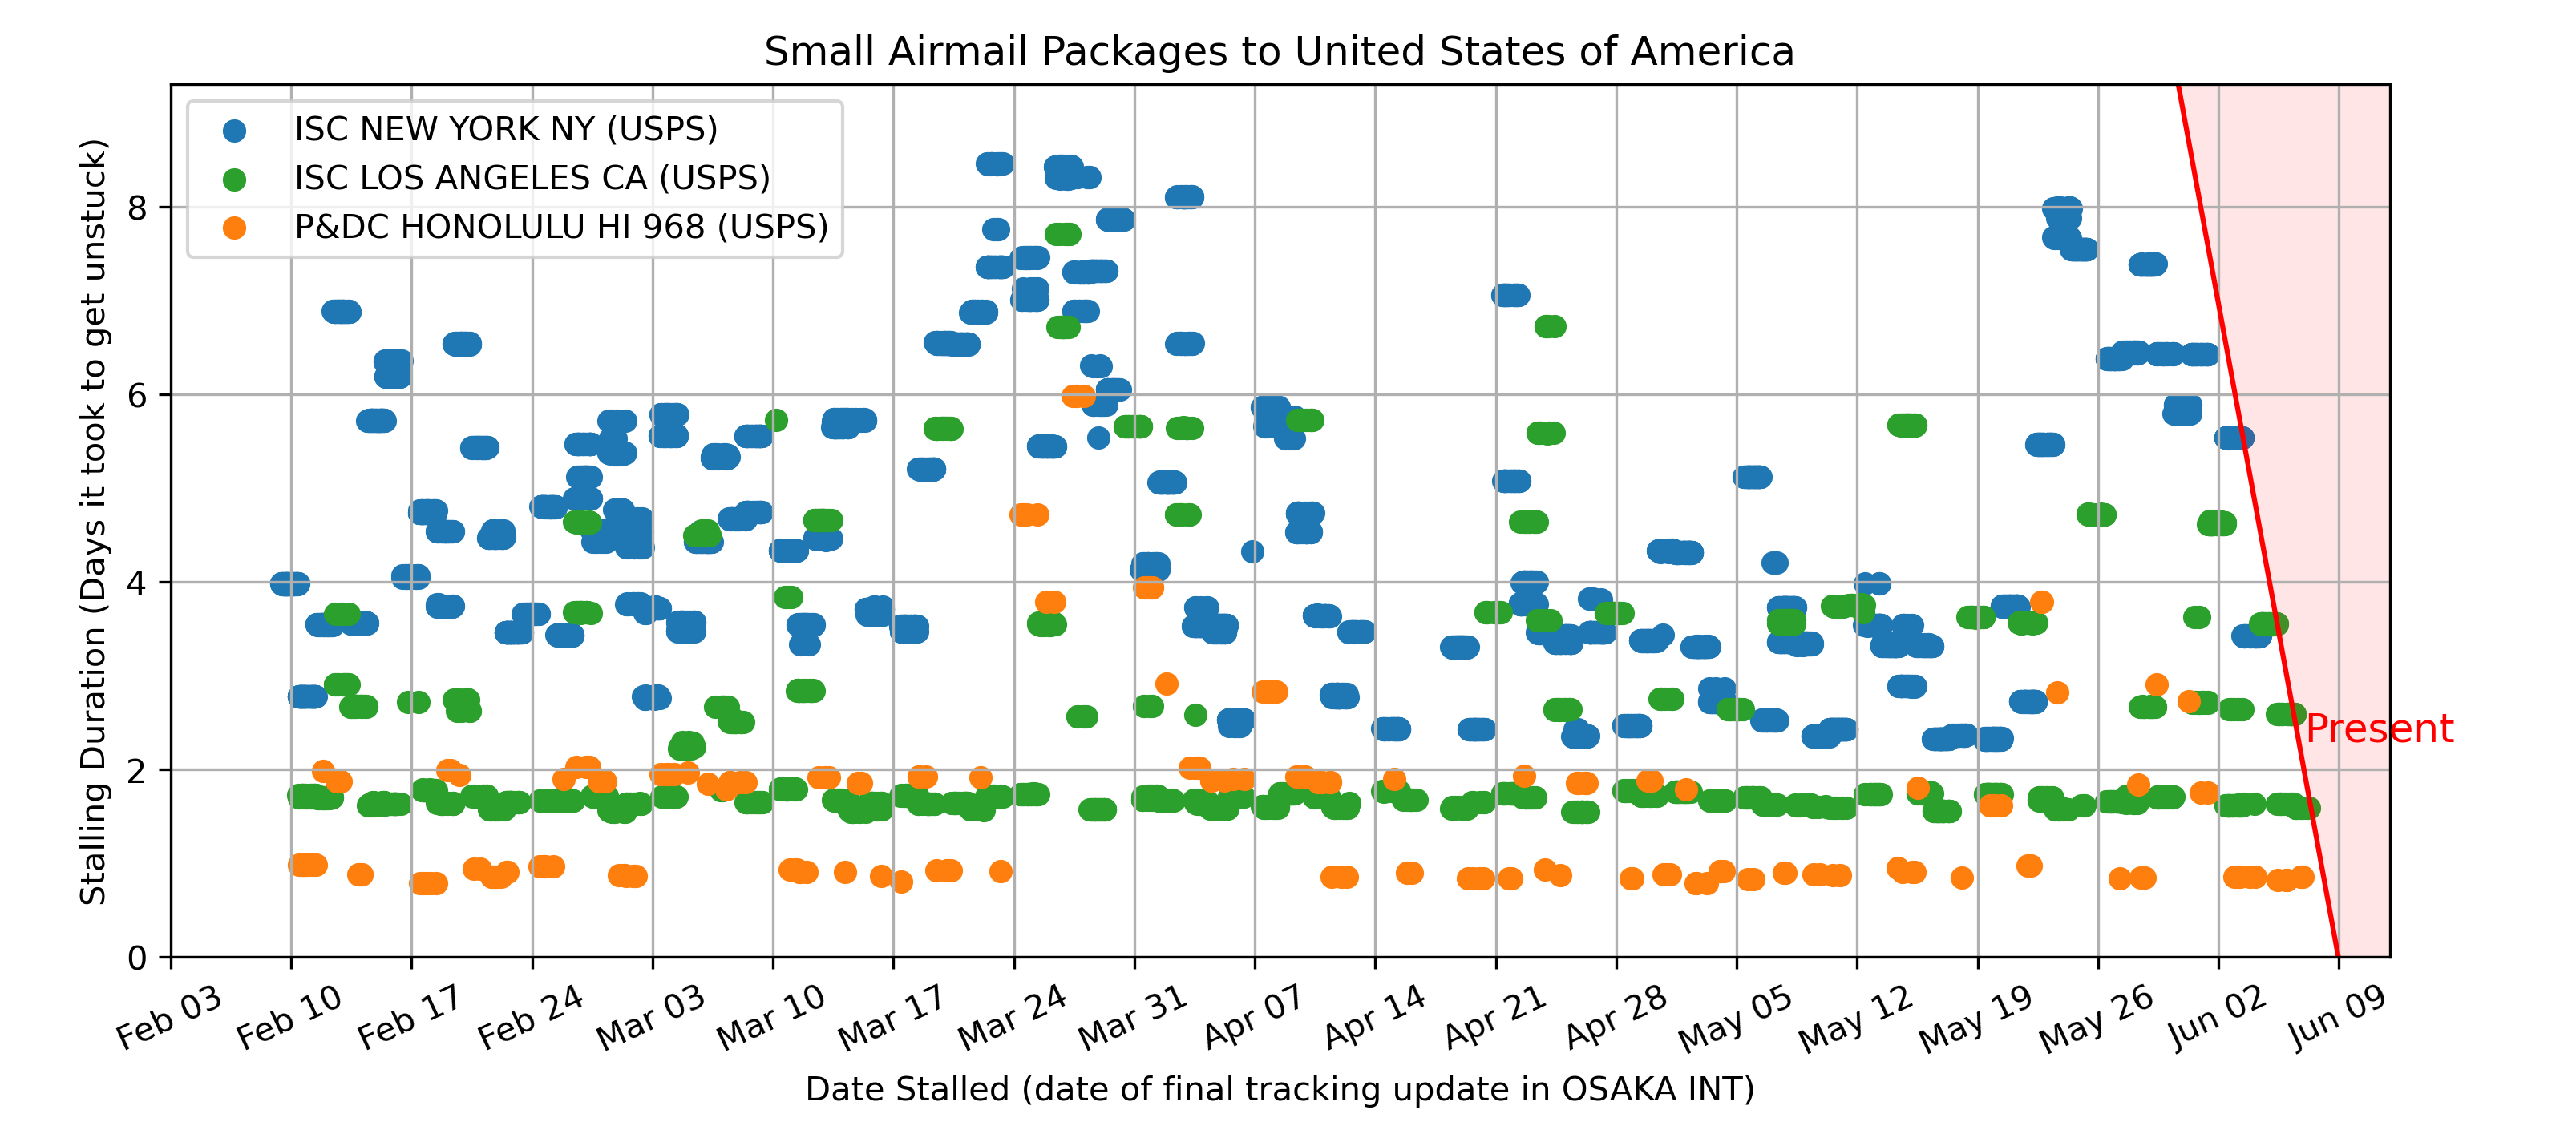 Small Airmail Packages to United States of America
ISC NEW YORK NY (USPS)
ISC LOS ANGELES CA (USPS)
P&DC HONOLULU HI 968 (USPS)
Stalling Duration (Days it took to get unstuck)
8
6
4
2
0
Present
Feb 03
Feb 10
Feb 17
Feb 24
Mar 03
Mar 10
Mar 17
Mar 24
Mar 31
Apr 07
Apr 14
Apr 21
Apr 28
May 05
May 12
May 19
May 26
Jun 02
Jun 09
Date Stalled (date of final tracking update in OSAKA INT)